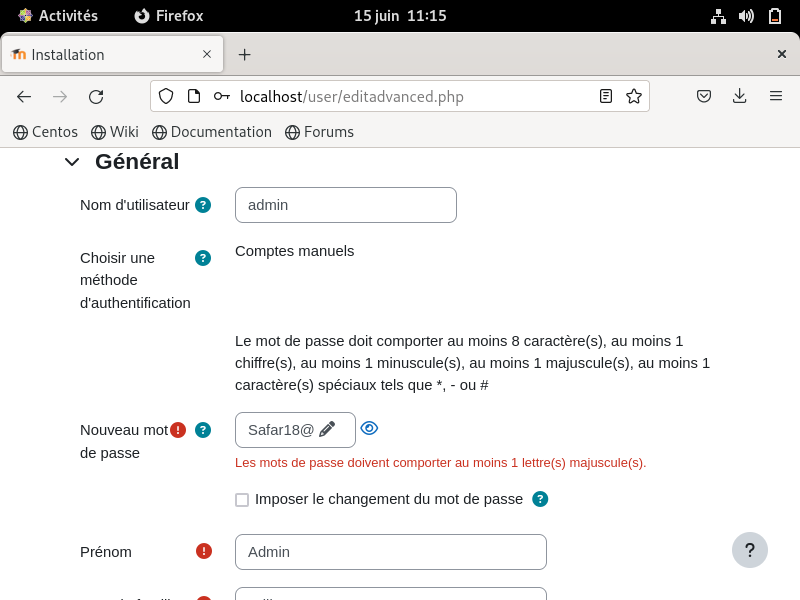 Activités
Firefox
15 juin 11:15
Installation
localhost/user/editadvanced.php
Centos
Wiki
Documentation
Forums
Général
Nom d'utilisateur
admin
Choisir une
méthode
d'authentification
Comptes manuels
Le mot de passe doit comporter au moins 8 caractère(s), au moins 1
chiffre(s), au moins 1 minuscule(s), au moins 1 majuscule(s), au moins 1
caractère(s) spéciaux tels que *, - ou #
Nouveau mot
de passe
Safar18@
Les mots de passe doivent comporter au moins 1 lettre(s) majuscule(s).
Imposer le changement du mot de passe
Prénom
Admin